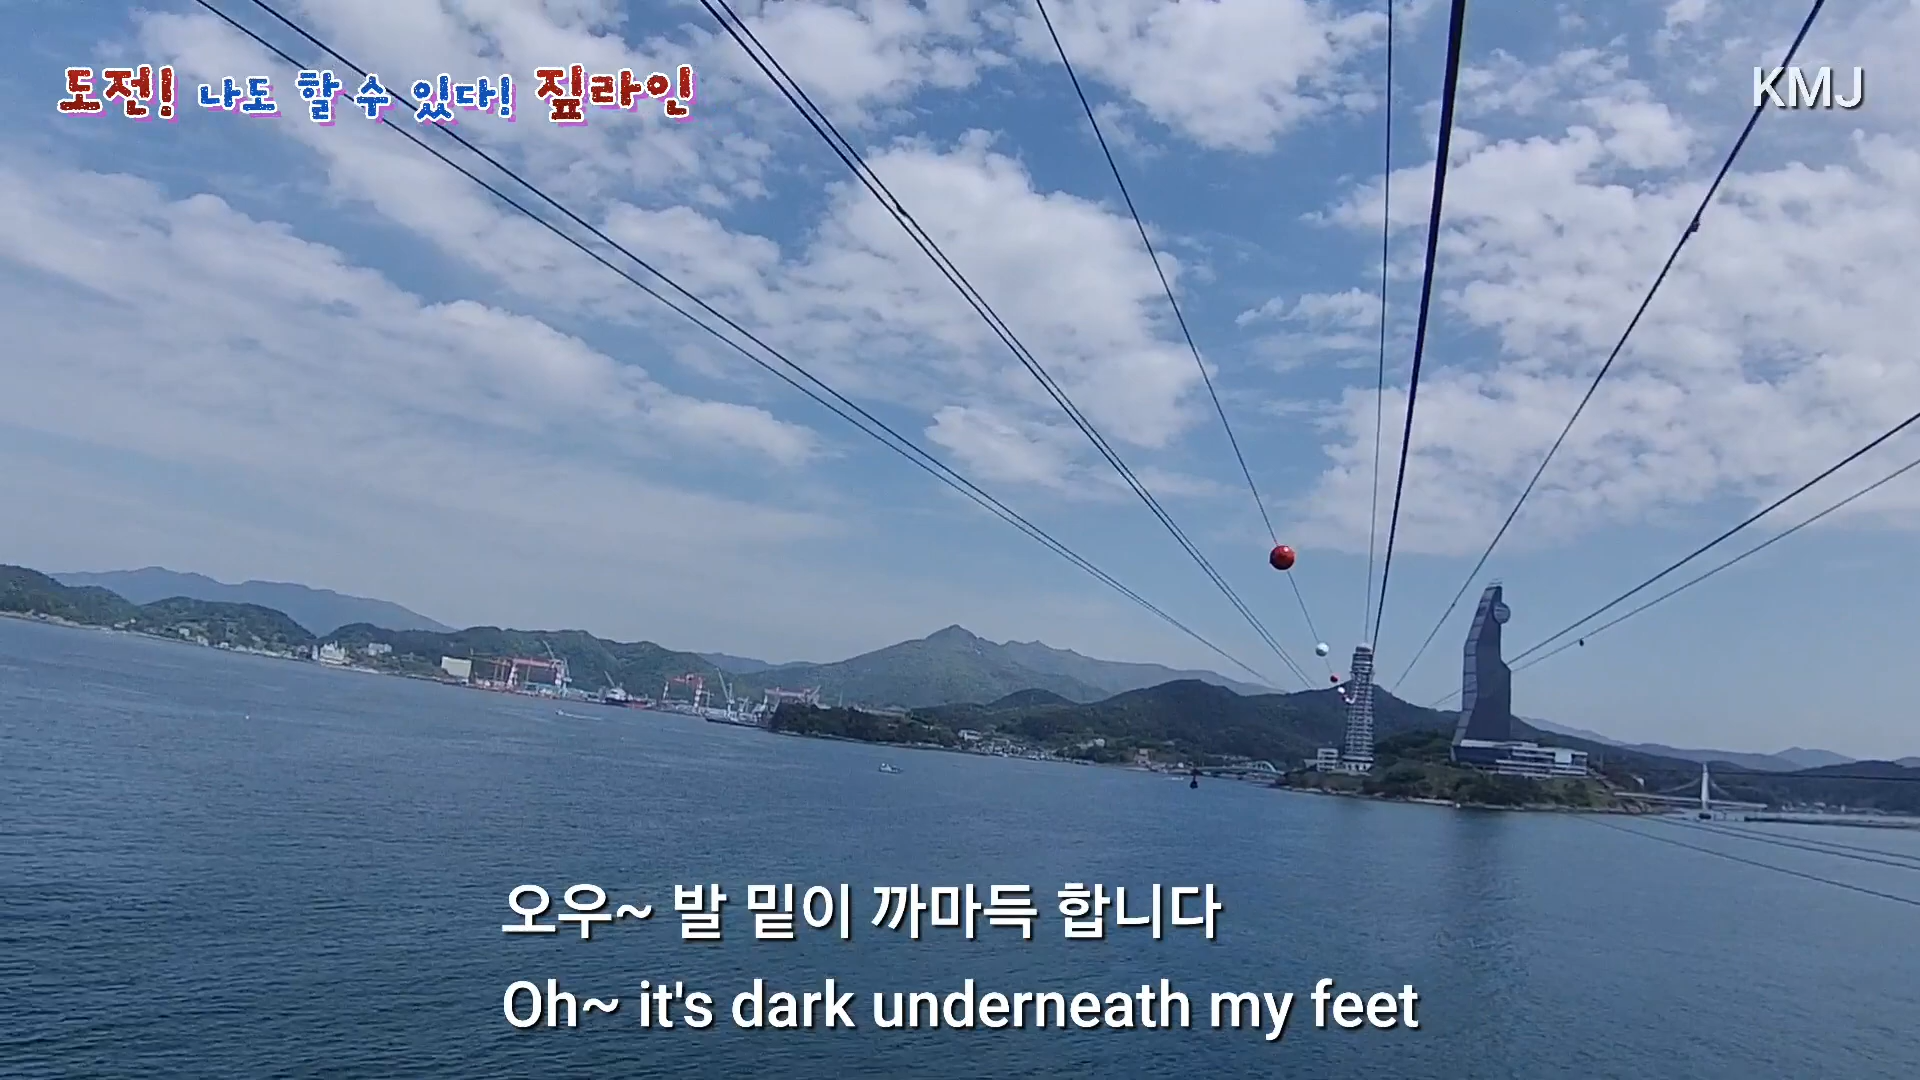 도전! 나도 할 수 있다! 짚라인
KMJ
오우~ 발 밑이 까마득 합니다
Oh~ it's dark underneath my feet